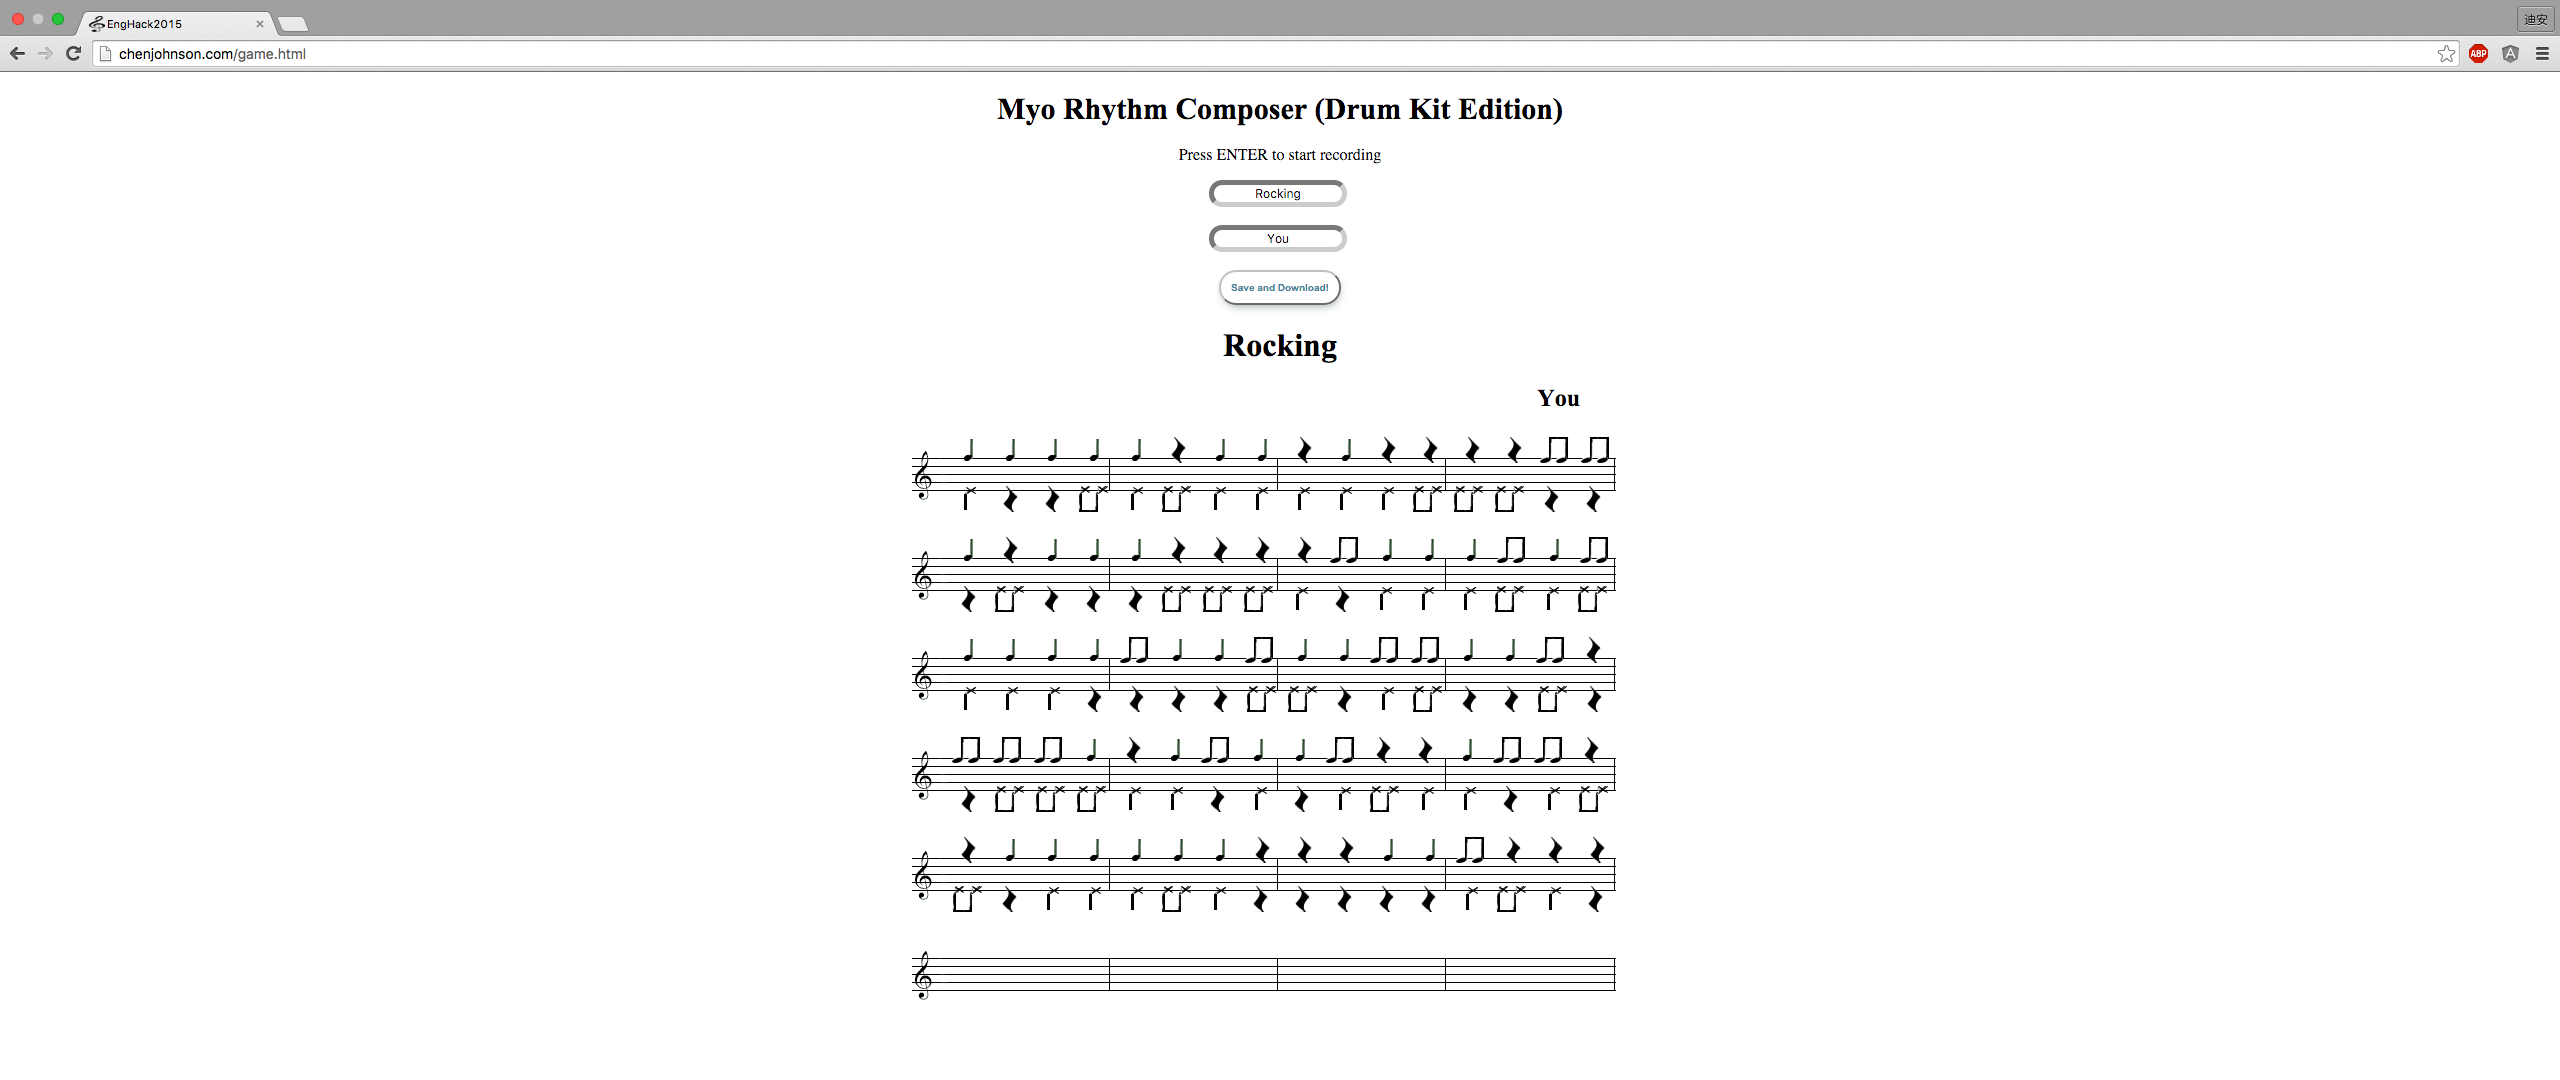 EngHack2015
迪安
chenjohnson.com/game.html
ABP
A
Myo Rhythm Composer (Drum Kit Edition)
Press ENTER to start recording
Rocking
You
Save and Download!
Rocking
You